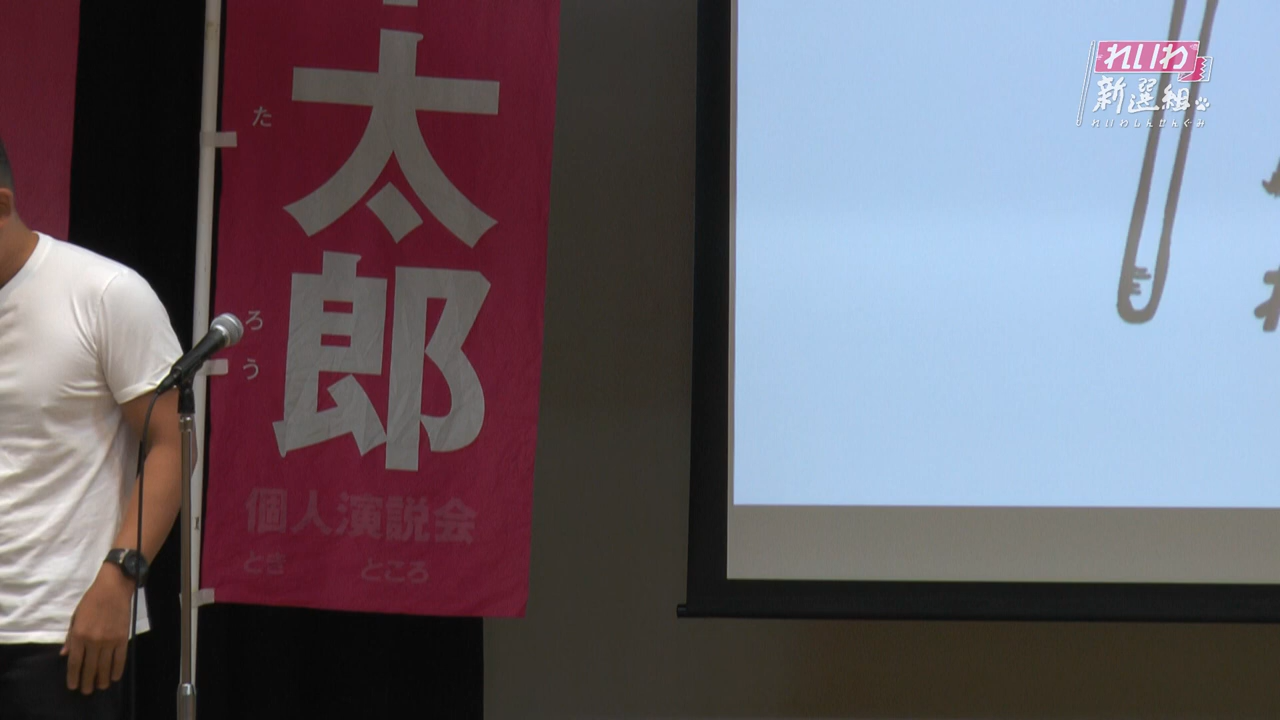 太郎
たろう
個人演説会
とき ところ
れいわ
新選組
れいわしんせんぐみ